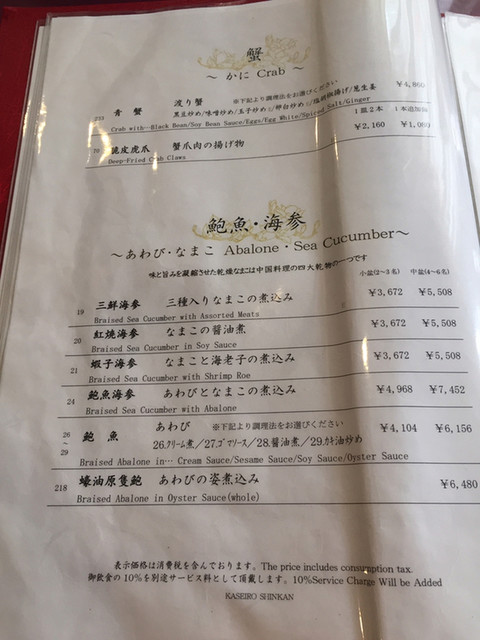 蟹
～ かに Crab ～
渡り蟹 ※下記より調理法をお選びください
青蟹 黒豆炒め/味噌炒め/玉子炒め/卵白炒め/塩胡椒揚げ/葱生姜 ￥4,860
Crab with…Black Bean/Soy Bean Sauce/Eggs/Egg White/Spiced Salt/Ginger
1皿2本 1本追加
脆皮虎爪 蟹爪肉の揚げ物 ￥2,160 ￥1,080
Deep-Fried Crab Claws
鮑魚・海参
～あわび・なまこ Abalone・Sea Cucumber～
味と旨みを凝縮させた乾燥なまこは中国料理の四大乾物の一つです
小盆(2~3名) 中盆(4~6名)
19 三鮮海参 三種入りなまこの煮込み ￥3,672 ￥5,508
Braised Sea Cucumber with Assorted Meats
20 紅焼海参 なまこの醤油煮 ￥3,672 ￥5,508
Braised Sea Cucumber in Soy Sauce
21 蝦子海参 なまこと海老子の煮込み ￥3,672 ￥5,508
Braised Sea Cucumber with Shrimp Roe
24 鮑魚海参 あわびとなまこの煮込み ￥4,968 ￥7,452
Braised Sea Cucumber with Abalone
26~29 鮑魚 あわび ※下記より調理法をお選びください ￥4,104 ￥6,156
26.ｸﾘｰﾑ煮／27.ｺﾞﾏｿｰｽ／28.醤油煮／29.ｶｷ油炒め
Braised Abalone in… Cream Sauce/Sesame Sauce/Soy Sauce/Oyster Sauce
218 蠔油原隻鮑 あわびの姿煮込み ￥6,480
Braised Abalone in Oyster Sauce(whole)
表示価格は消費税を含んでおります。The price includes consumption tax.
御飲食の10%を別途サービス料として頂戴します。10%Service Charge Will be Added
KASEIRO SHINKAN